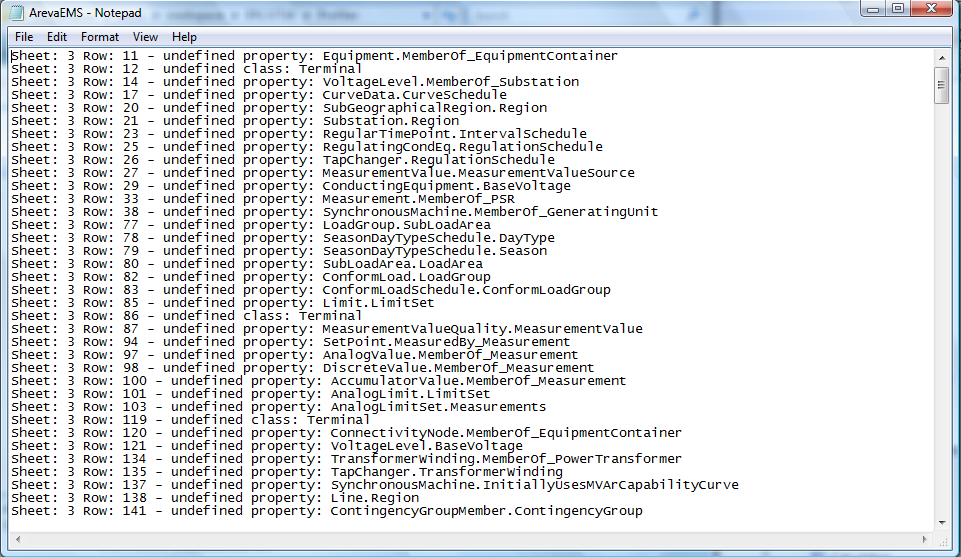 ArevaEMS - Notepad
File Edit Format View Help
Sheet: 3 Row: 11 - undefined property: Equipment.MemberOf_EquipmentContainer
Sheet: 3 Row: 12 - undefined class: Terminal
Sheet: 3 Row: 14 - undefined property: VoltageLevel.MemberOf_Substation
Sheet: 3 Row: 17 - undefined property: CurveData.CurveSchedule
Sheet: 3 Row: 20 - undefined property: SubGeographicalRegion.Region
Sheet: 3 Row: 21 - undefined property: Substation.Region
Sheet: 3 Row: 23 - undefined property: RegularTimePoint.IntervalSchedule
Sheet: 3 Row: 25 - undefined property: RegulatingCondEq.RegulationSchedule
Sheet: 3 Row: 26 - undefined property: TapChanger.RegulationSchedule
Sheet: 3 Row: 27 - undefined property: MeasurementValue.MeasurementValueSource
Sheet: 3 Row: 29 - undefined property: ConductingEquipment.BaseVoltage
Sheet: 3 Row: 33 - undefined property: Measurement.MemberOf_PSR
Sheet: 3 Row: 38 - undefined property: SynchronousMachine.MemberOf_GeneratingUnit
Sheet: 3 Row: 77 - undefined property: LoadGroup.SubLoadArea
Sheet: 3 Row: 78 - undefined property: SeasonDayTypeSchedule.DayType
Sheet: 3 Row: 79 - undefined property: SeasonDayTypeSchedule.Season
Sheet: 3 Row: 80 - undefined property: SubLoadArea.LoadArea
Sheet: 3 Row: 82 - undefined property: ConformLoad.LoadGroup
Sheet: 3 Row: 83 - undefined property: ConformLoadSchedule.ConformLoadGroup
Sheet: 3 Row: 85 - undefined property: Limit.LimitSet
Sheet: 3 Row: 86 - undefined class: Terminal
Sheet: 3 Row: 87 - undefined property: MeasurementValueQuality.MeasurementValue
Sheet: 3 Row: 94 - undefined property: SetPoint.MeasuredBy_Measurement
Sheet: 3 Row: 97 - undefined property: AnalogValue.MemberOf_Measurement
Sheet: 3 Row: 98 - undefined property: DiscreteValue.MemberOf_Measurement
Sheet: 3 Row: 100 - undefined property: AccumulatorValue.MemberOf_Measurement
Sheet: 3 Row: 101 - undefined property: AnalogLimit.LimitSet
Sheet: 3 Row: 103 - undefined property: AnalogLimitSet.Measurements
Sheet: 3 Row: 119 - undefined class: Terminal
Sheet: 3 Row: 120 - undefined property: ConnectivityNode.MemberOf_EquipmentContainer
Sheet: 3 Row: 121 - undefined property: VoltageLevel.BaseVoltage
Sheet: 3 Row: 134 - undefined property: TransformerWinding.MemberOf_PowerTransformer
Sheet: 3 Row: 135 - undefined property: TapChanger.TransformerWinding
Sheet: 3 Row: 137 - undefined property: SynchronousMachine.InitiallyUsesMVArCapabilityCurve
Sheet: 3 Row: 138 - undefined property: Line.Region
Sheet: 3 Row: 141 - undefined property: ContingencyGroupMember.ContingencyGroup